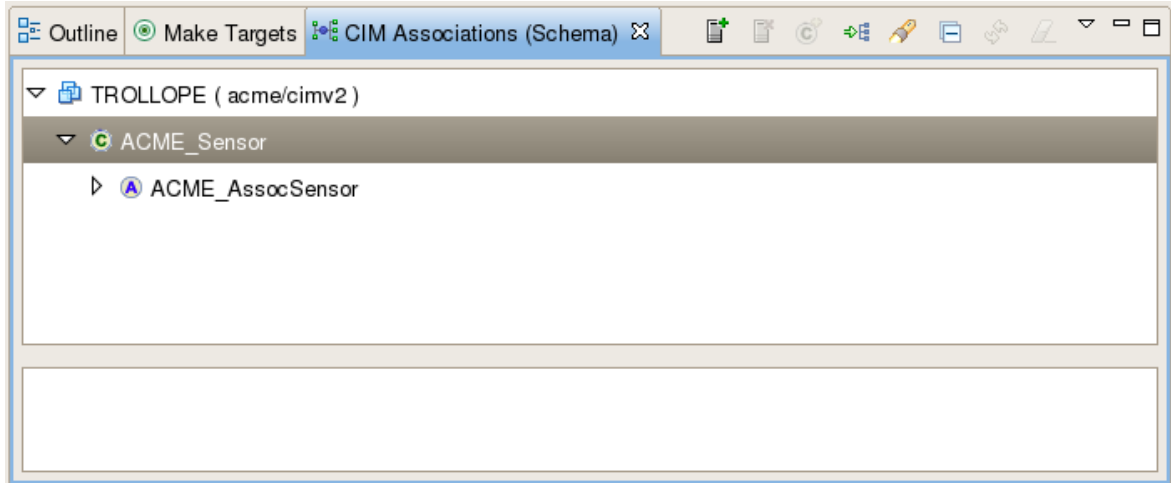 Outline Make Targets CIM Associations (Schema)
TROLLOPE ( acme/cimv2 )
C ACME_Sensor
A ACME_AssocSensor